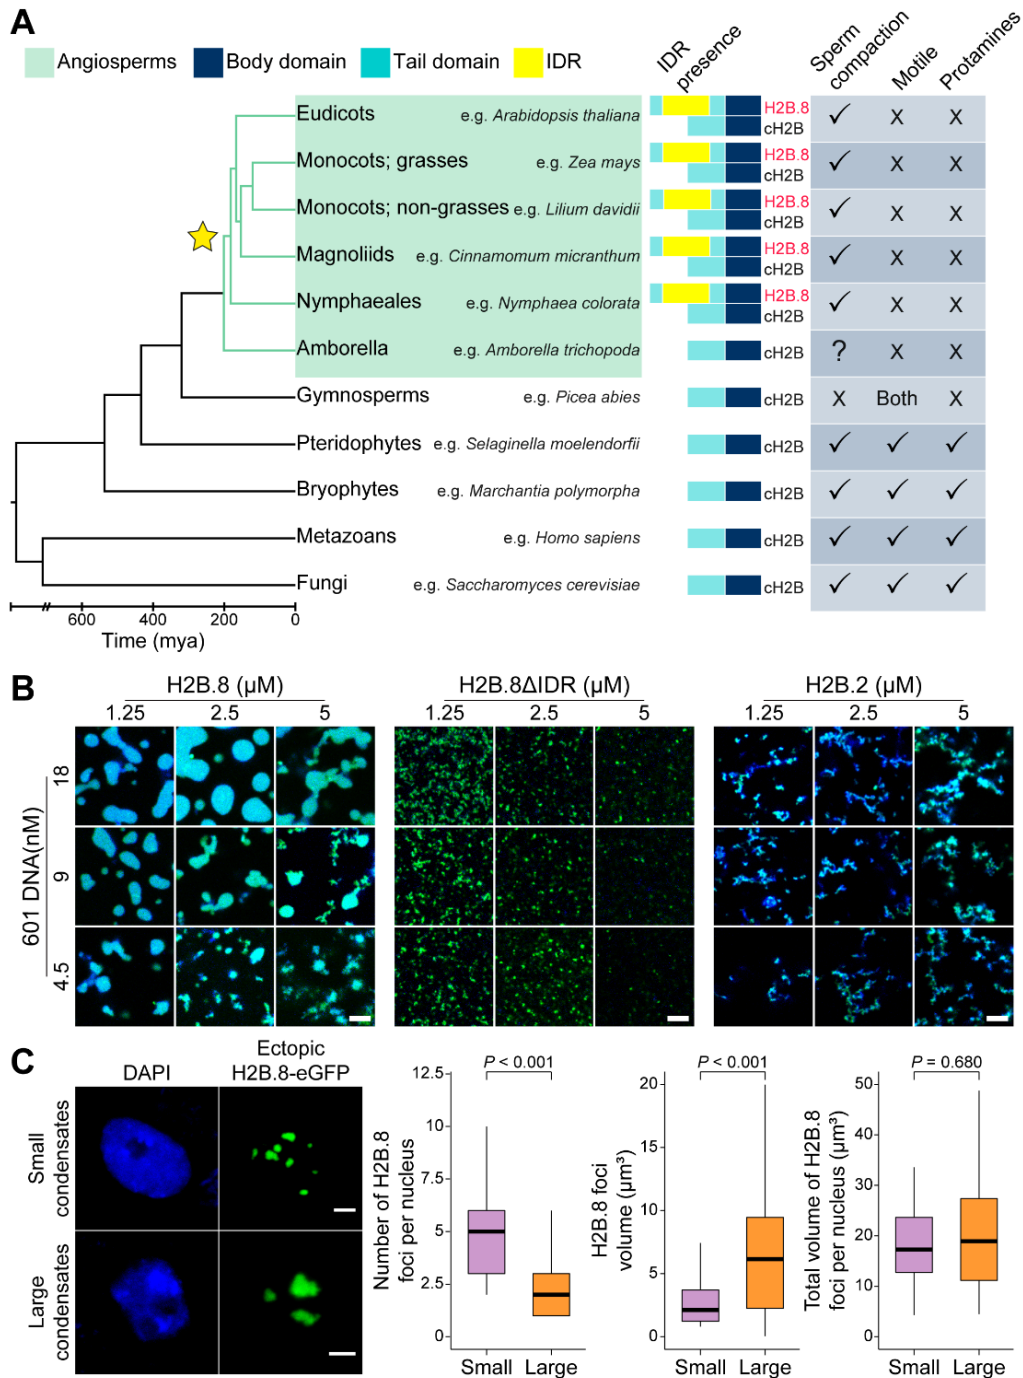 A
Angiosperms
Body domain
Tail domain
IDR
IDR presence
Sperm compaction
Motile
Protamines
Eudicots e.g. Arabidopsis thaliana H2B.8 cH2B ✓ X X
Monocots; grasses e.g. Zea mays H2B.8 cH2B ✓ X X
Monocots; non-grasses e.g. Lilium davidii H2B.8 cH2B ✓ X X
Magnoliids e.g. Cinnamomum micranthum H2B.8 cH2B ✓ X X
Nymphaeales e.g. Nymphaea colorata H2B.8 cH2B ✓ X X
Amborella e.g. Amborella trichopoda cH2B ? X X
Gymnosperms e.g. Picea abies cH2B X Both X
Pteridophytes e.g. Selaginella moelendorfii cH2B ✓ ✓ ✓
Bryophytes e.g. Marchantia polymorpha cH2B ✓ ✓ ✓
Metazoans e.g. Homo sapiens cH2B ✓ ✓ ✓
Fungi e.g. Saccharomyces cerevisiae cH2B ✓ ✓ ✓
600 400 200 0
Time (mya)
B
H2B.8 (µM)
1.25 2.5 5
H2B.8ΔIDR (µM)
1.25 2.5 5
H2B.2 (µM)
1.25 2.5 5
601 DNA(nM)
18
9
4.5
C
DAPI
Ectopic
H2B.8-eGFP
Small
condensates
Large
condensates
P < 0.001
Number of H2B.8
foci per nucleus
12.5
10
7.5
5
2.5
0
Small Large
P < 0.001
H2B.8 foci
volume (µm³)
20
15
10
5
0
Small Large
P = 0.680
Total volume of H2B.8
foci per nucleus (µm³)
50
40
30
20
10
0
Small Large